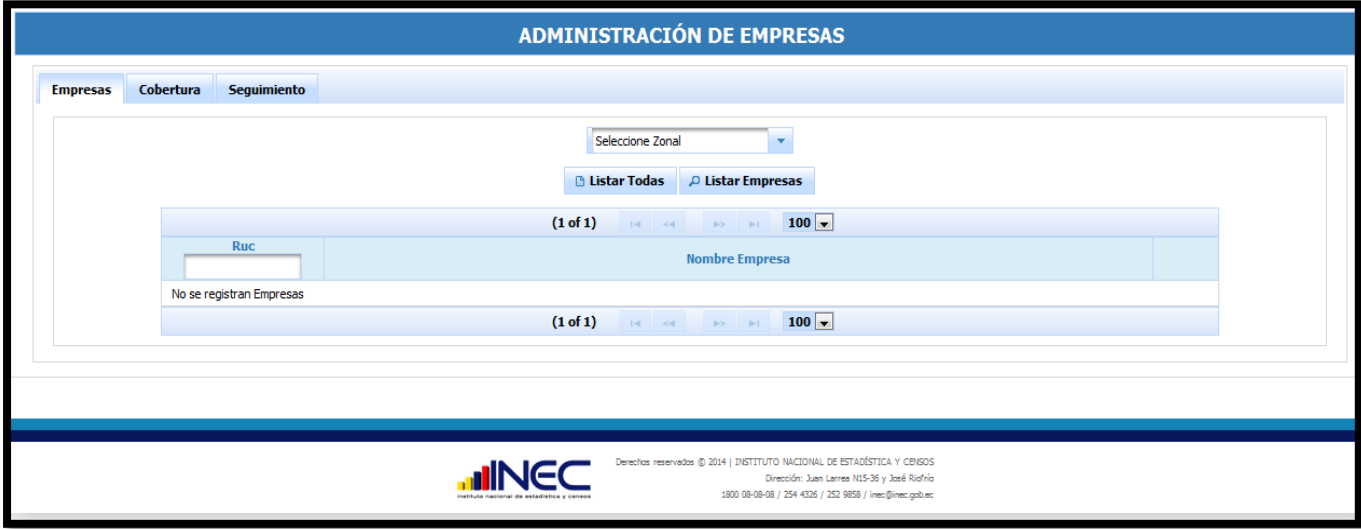 ADMINISTRACIÓN DE EMPRESAS
Empresas Cobertura Seguimiento
Seleccione Zonal
Listar Todas Listar Empresas
(1 of 1) 100
Ruc
Nombre Empresa
No se registran Empresas
(1 of 1) 100
INEC
instituto nacional de estadística y censos
Derechos reservados © 2014 | INSTITUTO NACIONAL DE ESTADÍSTICA Y CENSOS
Dirección: Juan Larrea N15-36 y José Riofrío
1800 08-08-08 / 254 4326 / 252 9858 / inec@inec.gob.ec